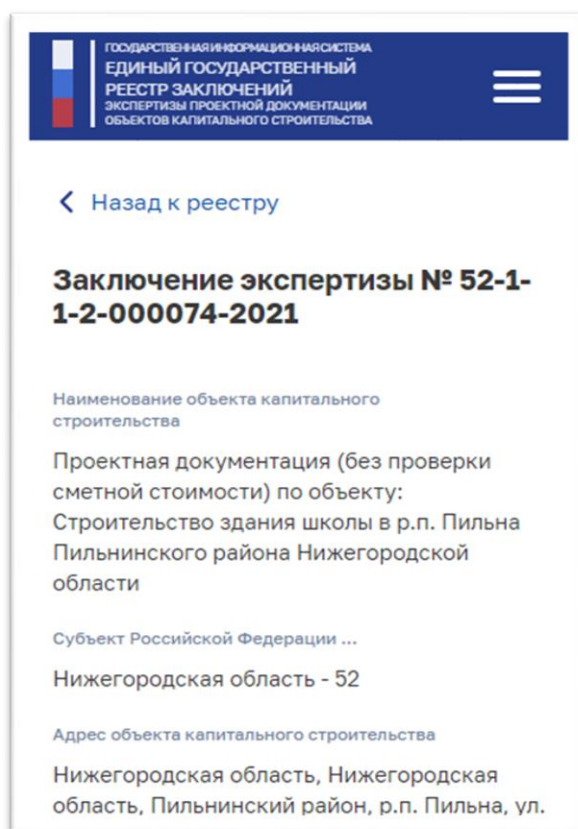 ГОСУДАРСТВЕННАЯ ИНФОРМАЦИОННАЯ СИСТЕМА
ЕДИНЫЙ ГОСУДАРСТВЕННЫЙ
РЕЕСТР ЗАКЛЮЧЕНИЙ
ЭКСПЕРТИЗЫ ПРОЕКТНОЙ ДОКУМЕНТАЦИИ
ОБЪЕКТОВ КАПИТАЛЬНОГО СТРОИТЕЛЬСТВА
Назад к реестру
Заключение экспертизы № 52-1-
1-2-000074-2021
Наименование объекта капитального
строительства
Проектная документация (без проверки
сметной стоимости) по объекту:
Строительство здания школы в р.п. Пильна
Пильнинского района Нижегородской
области
Субъект Российской Федерации ...
Нижегородская область - 52
Адрес объекта капитального строительства
Нижегородская область, Нижегородская
область, Пильнинский район, р.п. Пильна, ул.